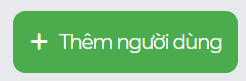 + Thêm người dùng